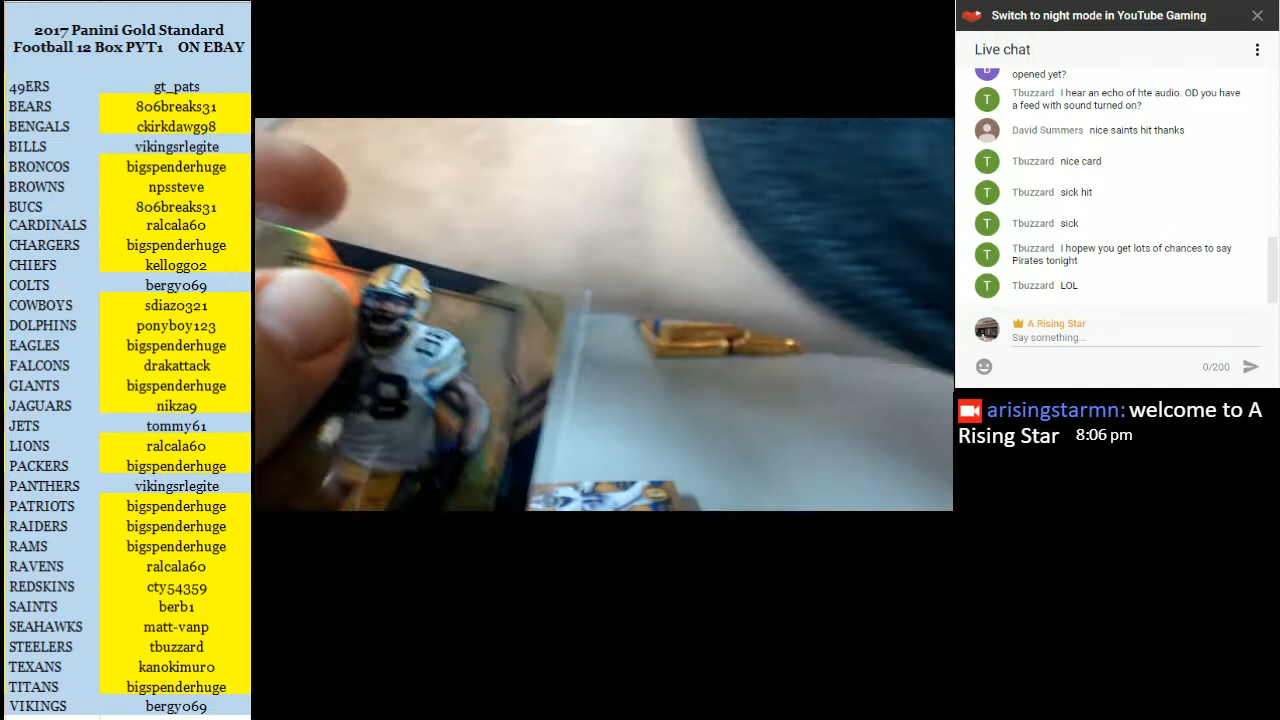 2017 Panini Gold Standard
Football 12 Box PYT1 ON EBAY
49ERS gt_pats
BEARS 806breaks31
BENGALS ckirkdawg98
BILLS vikingsrlegite
BRONCOS bigspenderhuge
BROWNS npssteve
BUCS 806breaks31
CARDINALS ralcala60
CHARGERS bigspenderhuge
CHIEFS kellogg02
COLTS bergy069
COWBOYS sdiaz0321
DOLPHINS ponyboy123
EAGLES bigspenderhuge
FALCONS drakattack
GIANTS bigspenderhuge
JAGUARS nikza9
JETS tommy61
LIONS ralcala60
PACKERS bigspenderhuge
PANTHERS vikingsrlegite
PATRIOTS bigspenderhuge
RAIDERS bigspenderhuge
RAMS bigspenderhuge
RAVENS ralcala60
REDSKINS cty54359
SAINTS berb1
SEAHAWKS matt-vanp
STEELERS tbuzzard
TEXANS kanokimuro
TITANS bigspenderhuge
VIKINGS bergy069
Switch to night mode in YouTube Gaming
Live chat
opened yet?
T Tbuzzard I hear an echo of hte audio. OD you have
a feed with sound turned on?
David Summers nice saints hit thanks
T Tbuzzard nice card
T Tbuzzard sick hit
T Tbuzzard sick
T Tbuzzard I hopew you get lots of chances to say
Pirates tonight
T Tbuzzard LOL
A Rising Star
Say something...
0/200
arisingstarmn: welcome to A
Rising Star 8:06 pm